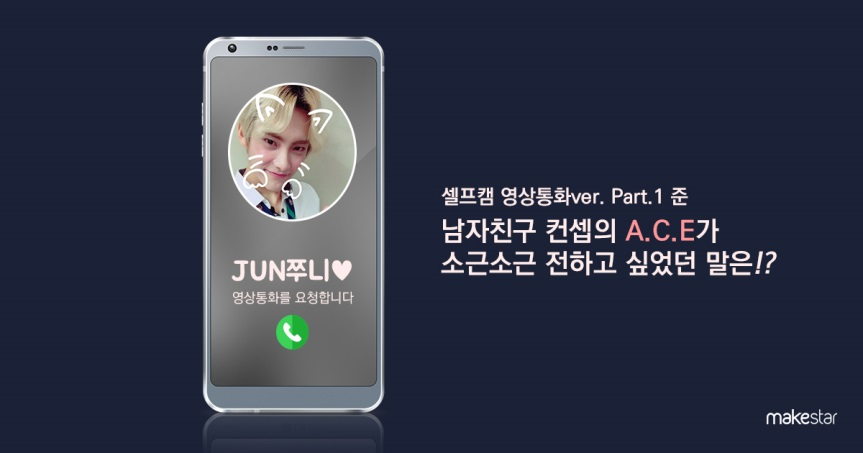 JUN쭈니♥
영상통화를 요청합니다
셀프캠 영상통화ver. Part.1 준
남자친구 컨셉의 A.C.E가
소근소근 전하고 싶었던 말은!?
makestar